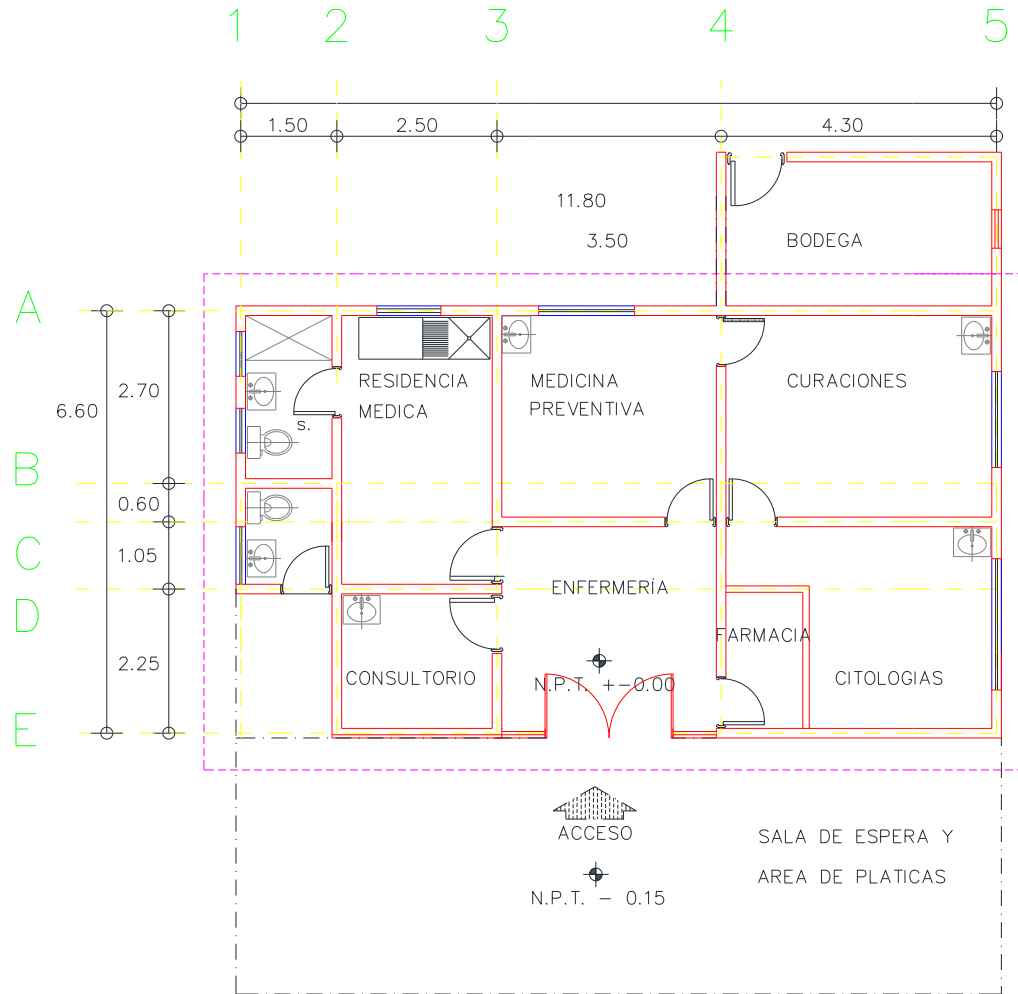 1 2 3 4 5
1.50 2.50 4.30
11.80
3.50
BODEGA
A
2.70
6.60
RESIDENCIA
MEDICA
MEDICINA
PREVENTIVA
CURACIONES
s.
B
0.60
C
1.05
ENFERMERÍA
D
2.25
FARMACIA
CONSULTORIO
N.P.T. +-0.00
CITOLOGIAS
E
ACCESO
N.P.T. - 0.15
SALA DE ESPERA Y
AREA DE PLATICAS